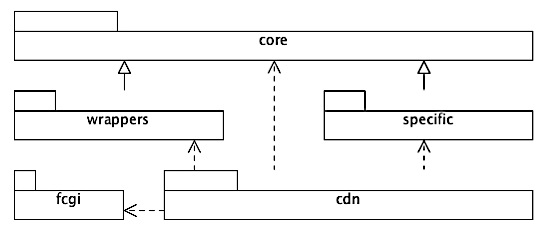 core
wrappers
specific
fcgi
cdn